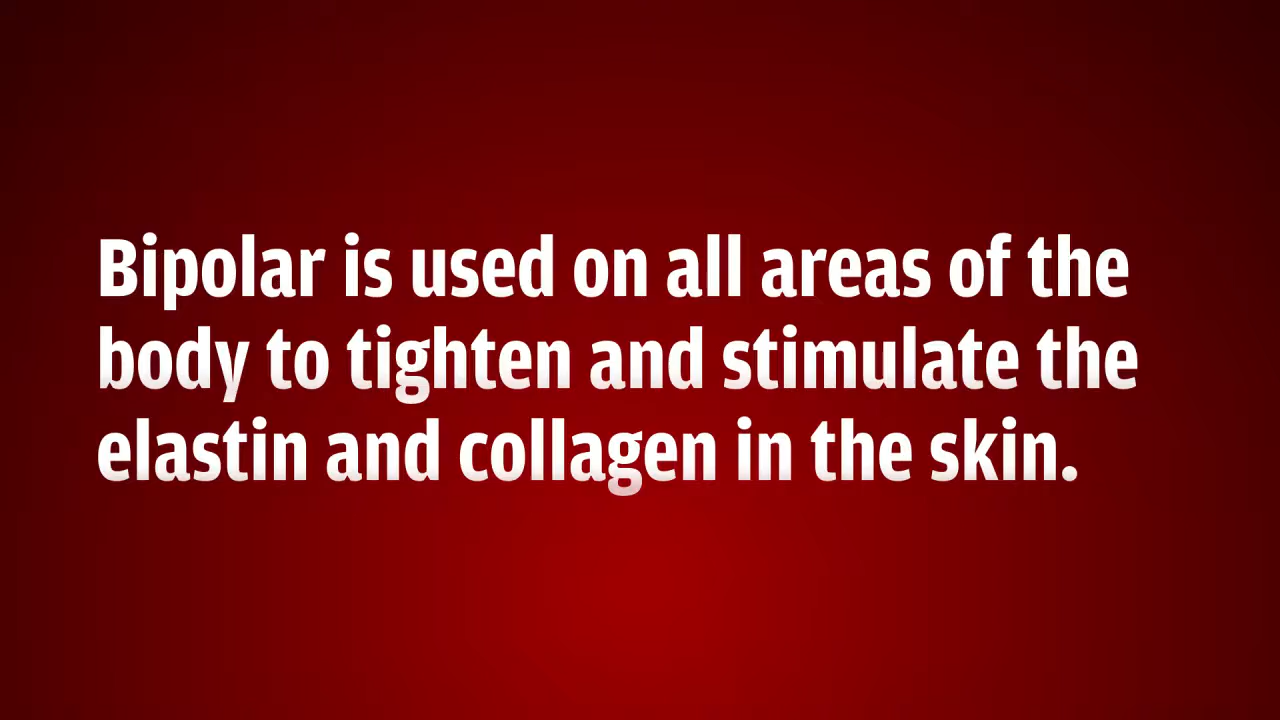 Bipolar is used on all areas of the
body to tighten and stimulate the
elastin and collagen in the skin.